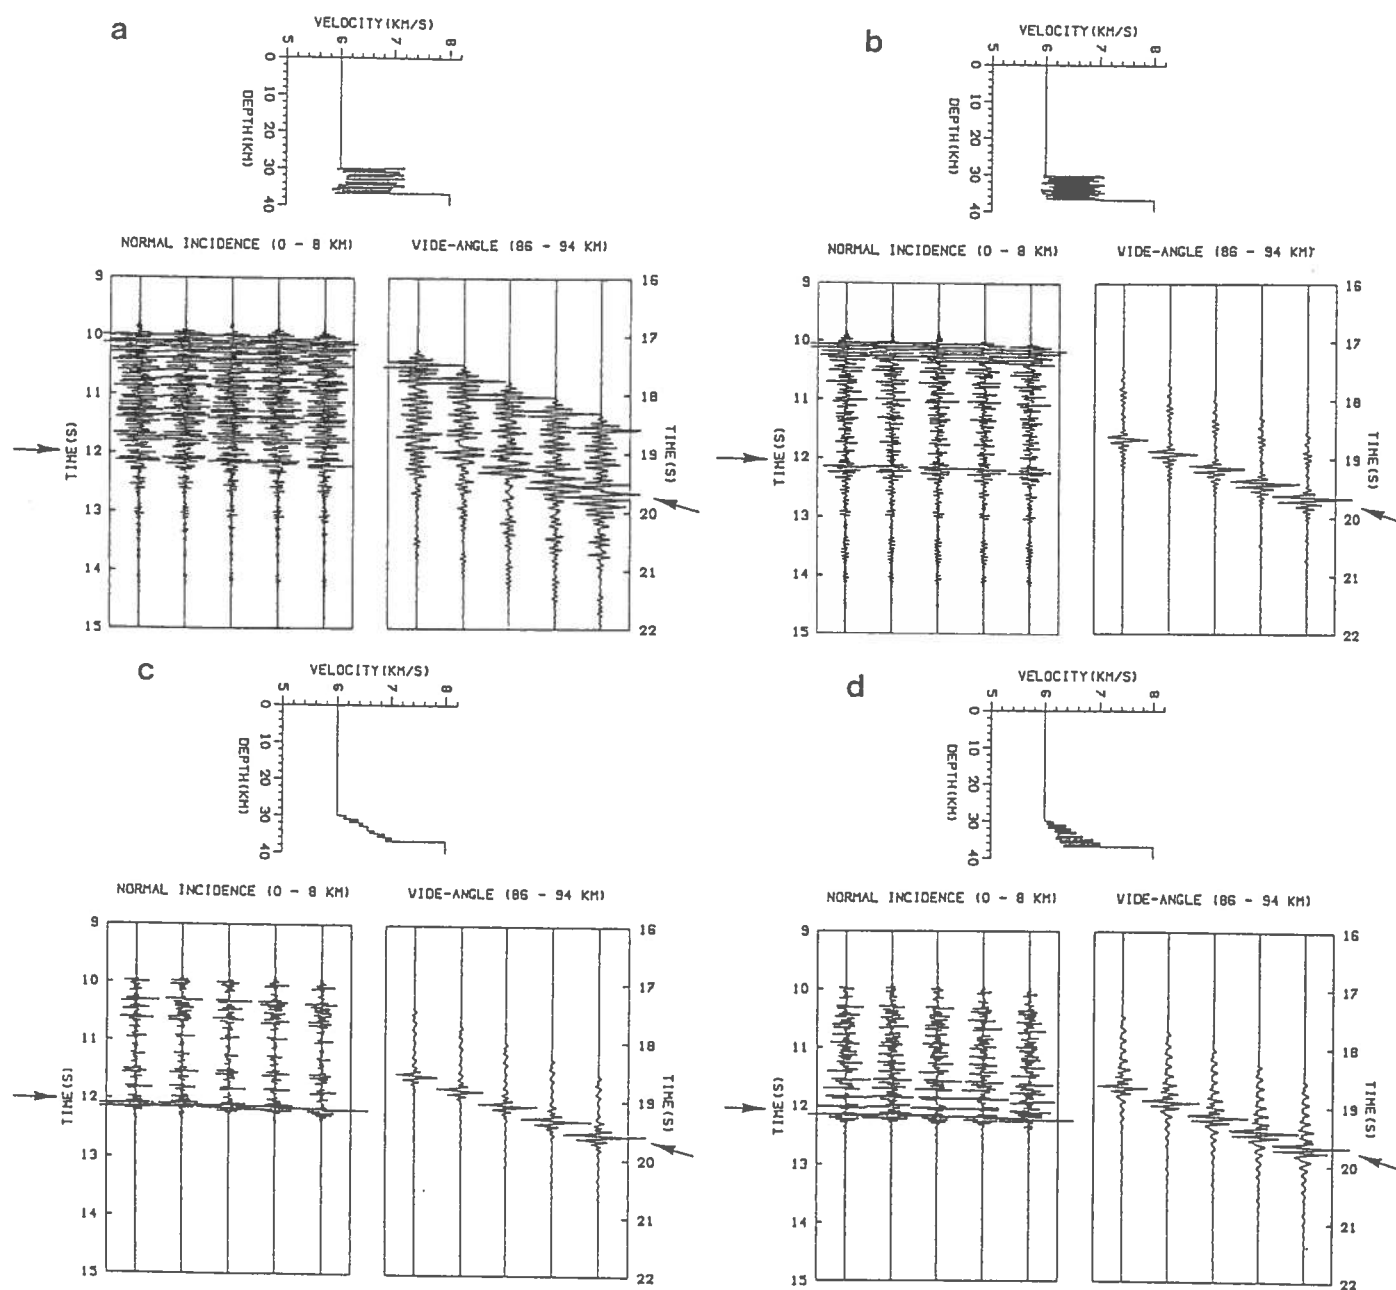 a
VELOCITY(KM/S)
5 6 7 8
0 10 20 30 40
DEPTH(KM)
NORMAL INCIDENCE (0 - 8 KM)
WIDE-ANGLE (86 - 94 KM)
9
10
11
12
13
14
15
TIME(S)
16
17
18
19
20
21
22
TIME(S)
b
VELOCITY(KM/S)
5 6 7 8
0 10 20 30 40
DEPTH(KM)
NORMAL INCIDENCE (0 - 8 KM)
WIDE-ANGLE (86 - 94 KM)
9
10
11
12
13
14
15
TIME(S)
16
17
18
19
20
21
22
TIME(S)
c
VELOCITY(KM/S)
5 6 7 8
0 10 20 30 40
DEPTH(KM)
NORMAL INCIDENCE (0 - 8 KM)
WIDE-ANGLE (86 - 94 KM)
9
10
11
12
13
14
15
TIME(S)
16
17
18
19
20
21
22
TIME(S)
d
VELOCITY(KM/S)
5 6 7 8
0 10 20 30 40
DEPTH(KM)
NORMAL INCIDENCE (0 - 8 KM)
WIDE-ANGLE (86 - 94 KM)
9
10
11
12
13
14
15
TIME(S)
16
17
18
19
20
21
22
TIME(S)